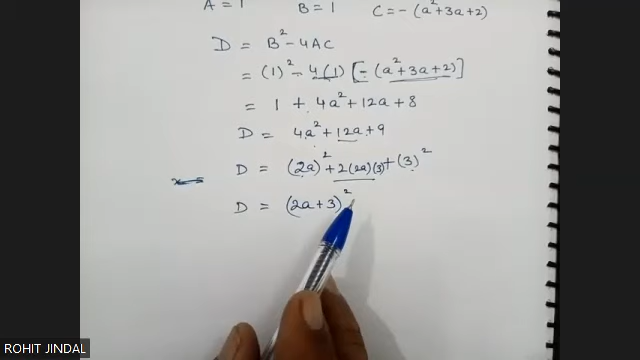 A = 1 B = 1 C = - (a² + 3a + 2)
D = B² - 4AC
= (1)² - 4 (1) [- (a² + 3a + 2)]
= 1 + 4a² + 12a + 8
D = 4a² + 12a + 9
D = (2a)² + 2(2a)(3) + (3)²
D = (2a + 3)²
ROHIT JINDAL